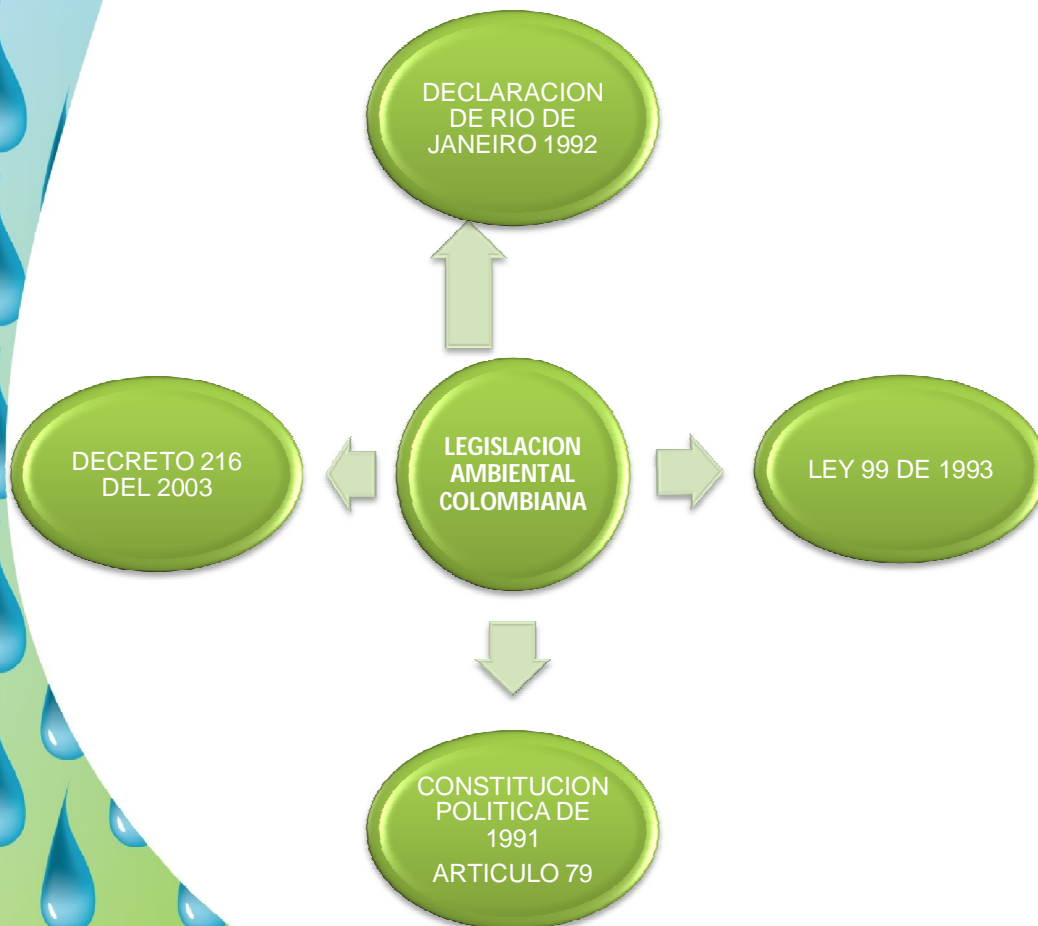 DECLARACION
DE RIO DE
JANEIRO 1992
DECRETO 216
DEL 2003
LEGISLACION
AMBIENTAL
COLOMBIANA
LEY 99 DE 1993
CONSTITUCION
POLITICA DE
1991
ARTICULO 79